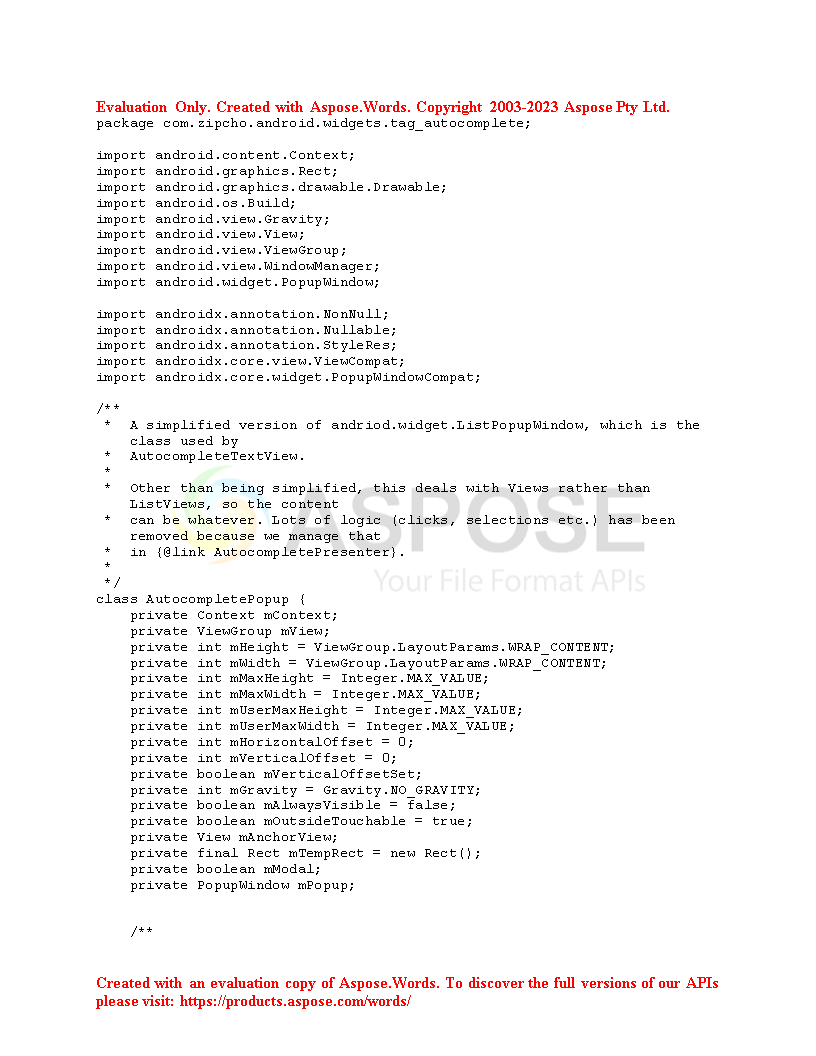 Evaluation Only. Created with Aspose.Words. Copyright 2003-2023 Aspose Pty Ltd.
package com.zipcho.android.widgets.tag_autocomplete;

import android.content.Context;
import android.graphics.Rect;
import android.graphics.drawable.Drawable;
import android.os.Build;
import android.view.Gravity;
import android.view.View;
import android.view.ViewGroup;
import android.view.WindowManager;
import android.widget.PopupWindow;

import androidx.annotation.NonNull;
import androidx.annotation.Nullable;
import androidx.annotation.StyleRes;
import androidx.core.view.ViewCompat;
import androidx.core.widget.PopupWindowCompat;

/**
 * A simplified version of andriod.widget.ListPopupWindow, which is the
class used by
 * AutocompleteTextView.
 *
 * Other than being simplified, this deals with Views rather than
ListViews, so the content
 * can be whatever. Lots of logic (clicks, selections etc.) has been
removed because we manage that
 * in {@link AutocompletePresenter}.
 *
 */
ASPOSE
Your File Format APIs
class AutocompletePopup {
    private Context mContext;
    private ViewGroup mView;
    private int mHeight = ViewGroup.LayoutParams.WRAP_CONTENT;
    private int mWidth = ViewGroup.LayoutParams.WRAP_CONTENT;
    private int mMaxHeight = Integer.MAX_VALUE;
    private int mMaxWidth = Integer.MAX_VALUE;
    private int mUserMaxHeight = Integer.MAX_VALUE;
    private int mUserMaxWidth = Integer.MAX_VALUE;
    private int mHorizontalOffset = 0;
    private int mVerticalOffset = 0;
    private boolean mVerticalOffsetSet;
    private int mGravity = Gravity.NO_GRAVITY;
    private boolean mAlwaysVisible = false;
    private boolean mOutsideTouchable = true;
    private View mAnchorView;
    private final Rect mTempRect = new Rect();
    private boolean mModal;
    private PopupWindow mPopup;

    /**
Created with an evaluation copy of Aspose.Words. To discover the full versions of our APIs
please visit: https://products.aspose.com/words/